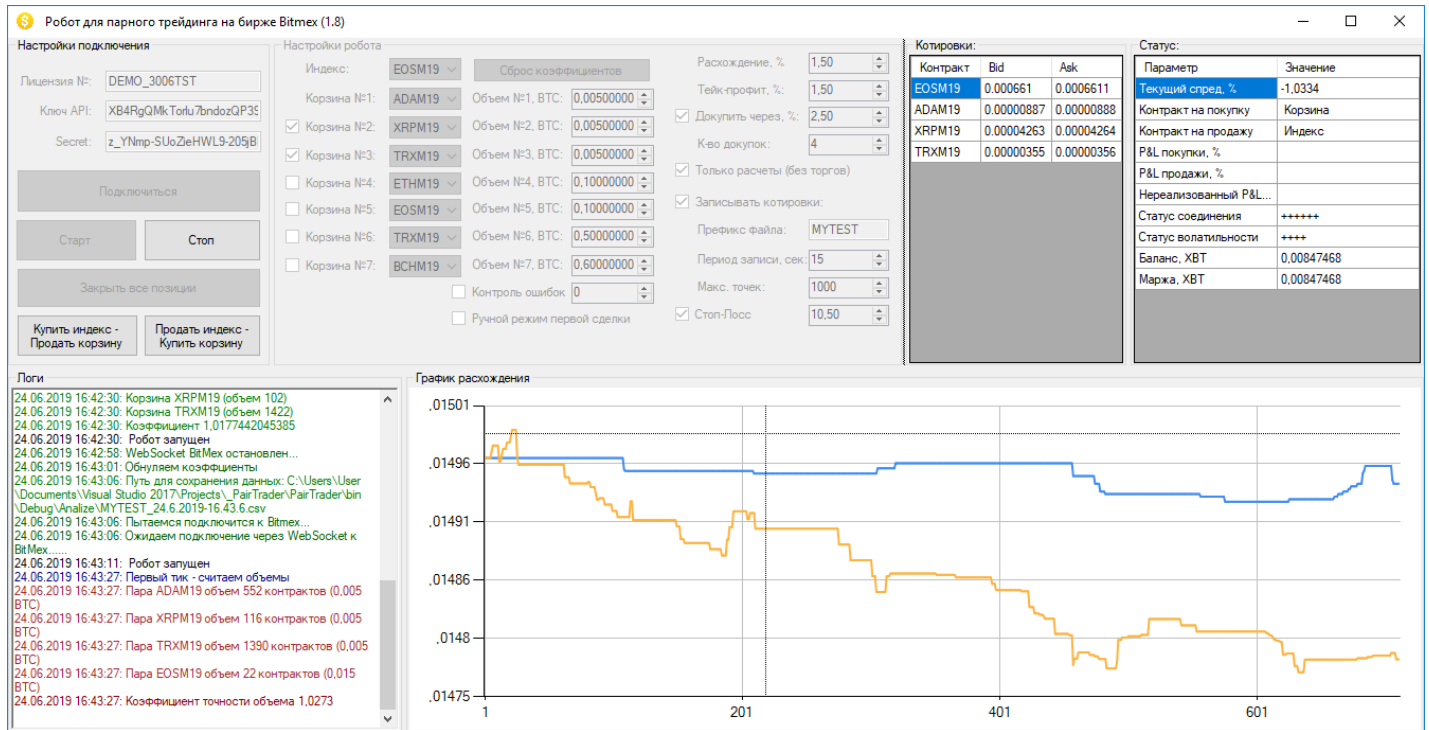 Робот для парного трейдинга на бирже Bitmex (1.8)
Настройки подключения
Лицензия №:
DEMO_3006TST
Ключ API:
XB4RgQMkTorlu7bndozQP3S
Secret:
z_YNmp-SUoZieHWL9-205jB
Подключиться
Старт
Стоп
Закрыть все позиции
Купить индекс -
Продать корзину
Продать индекс -
Купить корзину
Настройки робота
Индекс:
EOSM19
Сброс коэффициентов
Корзина №1:
ADAM19
Объем №1, BTC:
0,00500000
Корзина №2:
XRPM19
Объем №2, BTC:
0,00500000
Корзина №3:
TRXM19
Объем №3, BTC:
0,00500000
Корзина №4:
ETHM19
Объем №4, BTC:
0,10000000
Корзина №5:
EOSM19
Объем №5, BTC:
0,10000000
Корзина №6:
TRXM19
Объем №6, BTC:
0,50000000
Корзина №7:
BCHM19
Объем №7, BTC:
0,60000000
Контроль ошибок
0
Ручной режим первой сделки
Расхождение, %
1,50
Тейк-профит, %:
1,50
Докупить через, %:
2,50
К-во докупок:
4
Только расчеты (без торгов)
Записывать котировки:
Префикс файла:
MYTEST
Период записи, сек:
15
Макс. точек:
1000
Стоп-Лосс
10,50
Котировки:
Контракт Bid Ask
EOSM19 0.000661 0.0006611
ADAM19 0.00000887 0.00000888
XRPM19 0.00004263 0.00004264
TRXM19 0.00000355 0.00000356
Статус:
Параметр Значение
Текущий спред, % -1,0334
Контракт на покупку Корзина
Контракт на продажу Индекс
P&L покупки, %
P&L продажи, %
Нереализованный P&L...
Статус соединения ++++++
Статус волатильности ++++
Баланс, XBT 0,00847468
Маржа, XBT 0,00847468
Логи
24.06.2019 16:42:30: Корзина XRPM19 (объем 102)
24.06.2019 16:42:30: Корзина TRXM19 (объем 1422)
24.06.2019 16:42:30: Коэффициент 1,0177442045385
24.06.2019 16:42:30: Робот запущен
24.06.2019 16:42:58: WebSocket BitMex остановлен...
24.06.2019 16:43:01: Обнуляем коэффциенты
24.06.2019 16:43:06: Путь для сохранения данных: C:\Users\User
\Documents\Visual Studio 2017\Projects\_PairTrader\PairTrader\bin
\Debug\Analize\MYTEST_24.6.2019-16.43.6.csv
24.06.2019 16:43:06: Пытаемся подключится к Bitmex...
24.06.2019 16:43:06: Ожидаем подключение через WebSocket к
BitMex......
24.06.2019 16:43:11: Робот запущен
24.06.2019 16:43:27: Первый тик - считаем объемы
24.06.2019 16:43:27: Пара ADAM19 объем 552 контрактов (0,005
BTC)
24.06.2019 16:43:27: Пара XRPM19 объем 116 контрактов (0,005
BTC)
24.06.2019 16:43:27: Пара TRXM19 объем 1390 контрактов (0,005
BTC)
24.06.2019 16:43:27: Пара EOSM19 объем 22 контрактов (0,015
BTC)
24.06.2019 16:43:27: Коэффициент точности объема 1,0273
График расхождения
.01501
.01496
.01491
.01486
.0148
.01475
1 201 401 601